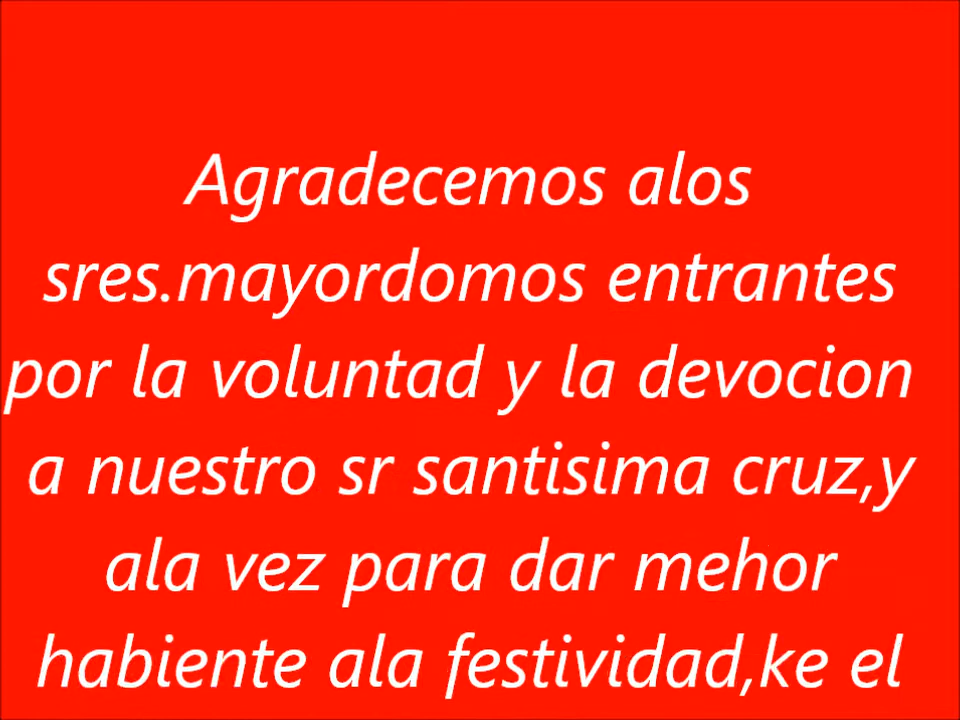 Agradecemos alos
sres.mayordomos entrantes
por la voluntad y la devocion
a nuestro sr santisima cruz,y
ala vez para dar mehor
habiente ala festividad,ke el